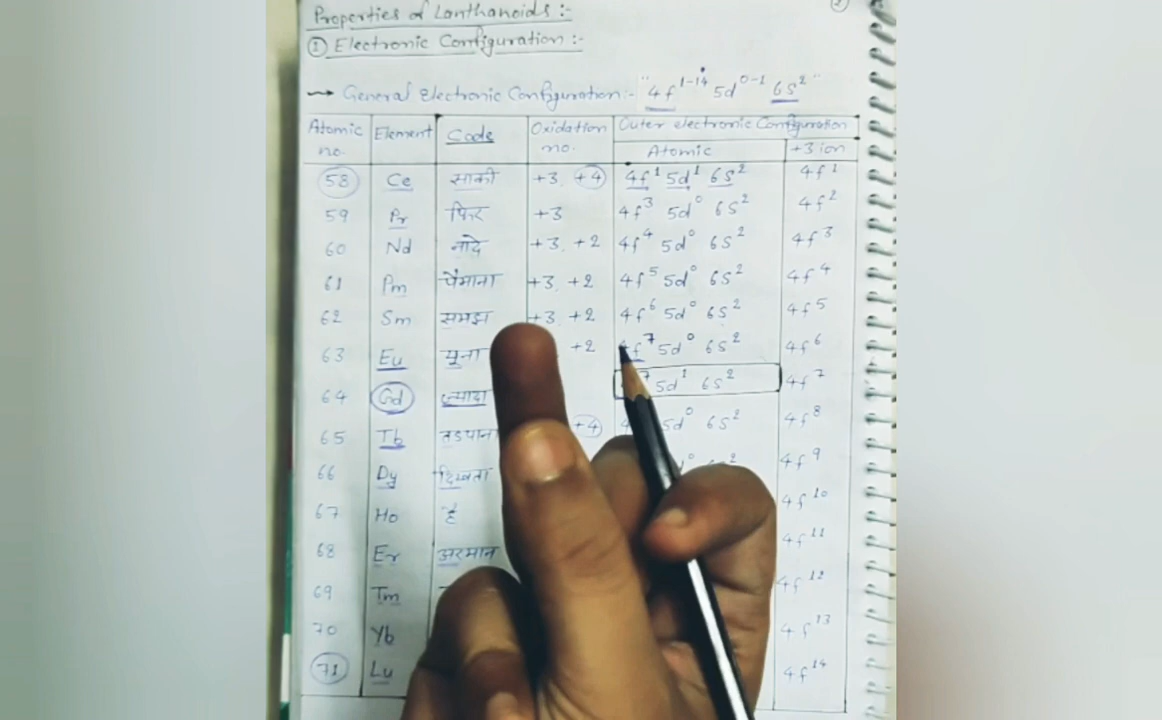 Properties of Lanthanoids :-
① Electronic Configuration :-
→ General Electronic Configuration:- "4f¹⁻¹⁴ 5d⁰⁻¹ 6s²"
Atomic no. Element Code Oxidation no. Outer electronic Configuration
Atomic +3 ion
58 Ce साकी +3, +4 4f¹ 5d¹ 6s² 4f¹
59 Pr फिर +3 4f³ 5d⁰ 6s² 4f²
60 Nd नादे +3, +2 4f⁴ 5d⁰ 6s² 4f³
61 Pm पैमाना +3, +2 4f⁵ 5d⁰ 6s² 4f⁴
62 Sm समझ +3, +2 4f⁶ 5d⁰ 6s² 4f⁵
63 Eu यूना +2 4f⁷ 5d⁰ 6s² 4f⁶
64 Gd ज्यादा 5d¹ 6s² 4f⁷
65 Tb तडपाना +4 5d⁰ 6s² 4f⁸
66 Dy दिखता 4f⁹
67 Ho है 4f¹⁰
68 Er अरमान 4f¹¹
69 Tm 4f¹²
70 Yb 4f¹³
71 Lu 4f¹⁴